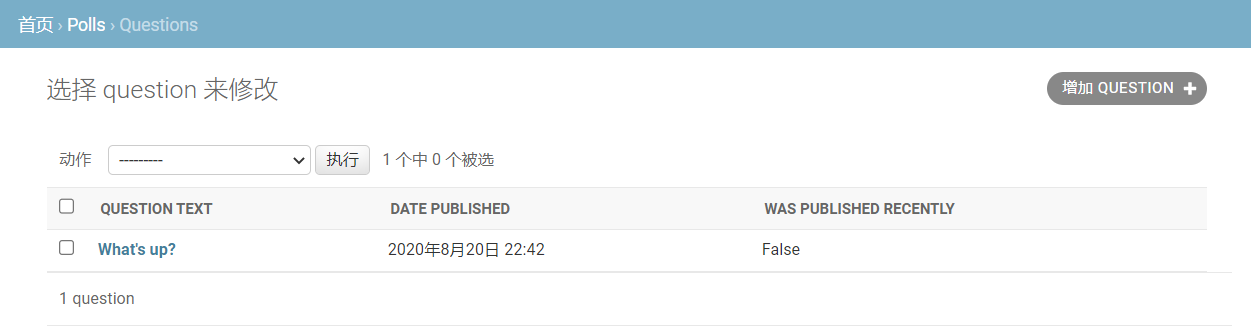 首页 › Polls › Questions
选择 question 来修改
增加 QUESTION
动作 --------- 执行 1 个中 0 个被选
QUESTION TEXT DATE PUBLISHED WAS PUBLISHED RECENTLY
What's up? 2020年8月20日 22:42 False
1 question